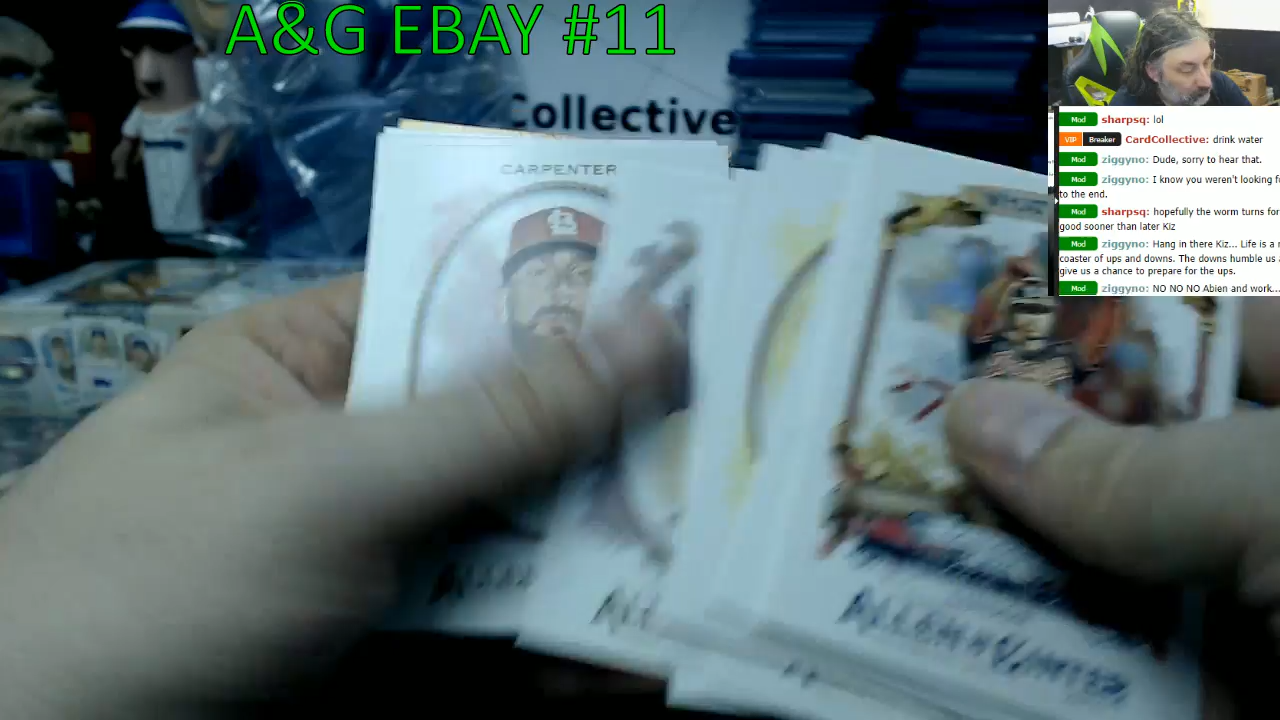 A&G EBAY #11
Collective
CARPENTER
ALLEN & GINTER
Mod sharpsq: lol
VIP Breaker CardCollective: drink water
Mod ziggyno: Dude, sorry to hear that.
Mod ziggyno: I know you weren't looking
to the end.
Mod sharpsq: hopefully the worm turns for
good sooner than later Kiz
Mod ziggyno: Hang in there Kiz... Life is a
coaster of ups and downs. The downs humble us
give us a chance to prepare for the ups.
Mod ziggyno: NO NO NO Abien and work...